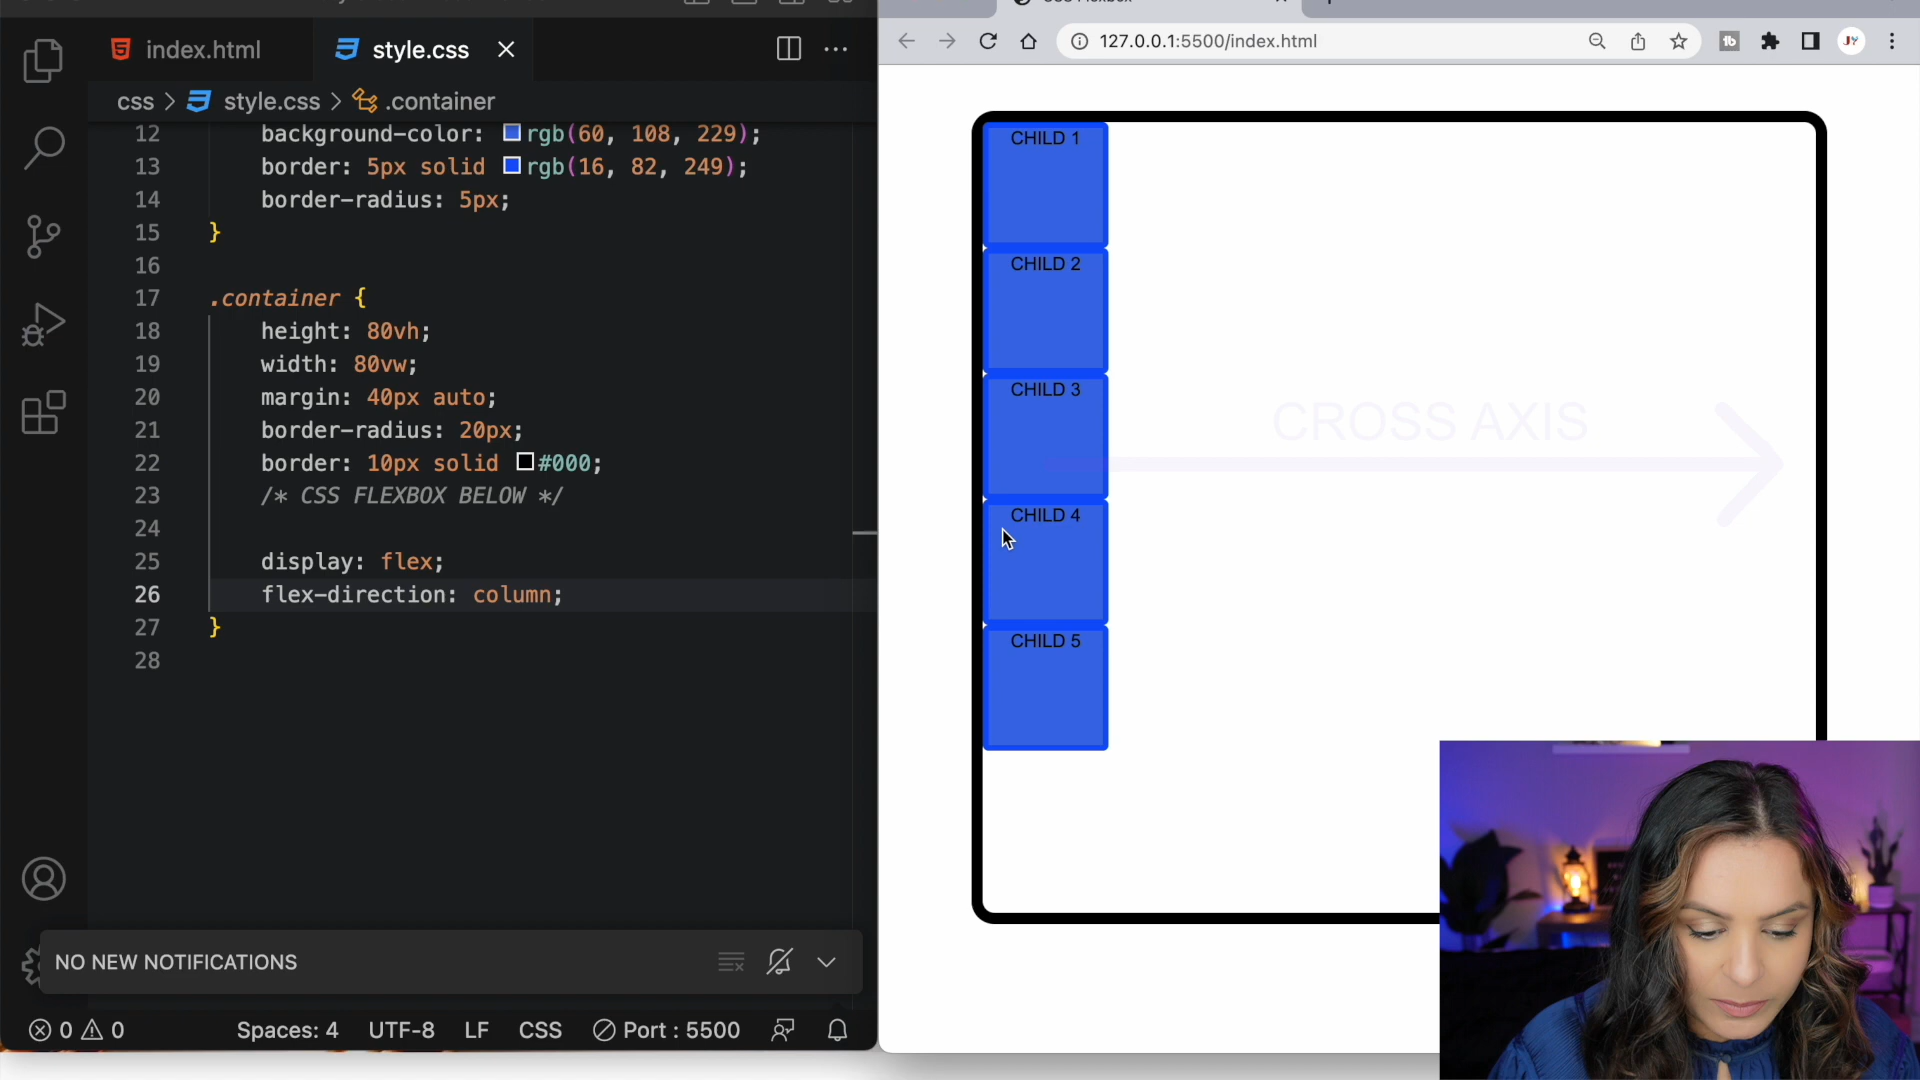 index.html
style.css
css > style.css > .container
12 background-color: rgb(60, 108, 229);
13 border: 5px solid rgb(16, 82, 249);
14 border-radius: 5px;
15 }
16
17 .container {
18 height: 80vh;
19 width: 80vw;
20 margin: 40px auto;
21 border-radius: 20px;
22 border: 10px solid #000;
23 /* CSS FLEXBOX BELOW */
24
25 display: flex;
26 flex-direction: column;
27 }
28
NO NEW NOTIFICATIONS
0 0 Spaces: 4 UTF-8 LF CSS Port : 5500
127.0.0.1:5500/index.html
CHILD 1
CHILD 2
CHILD 3
CROSS AXIS
CHILD 4
CHILD 5